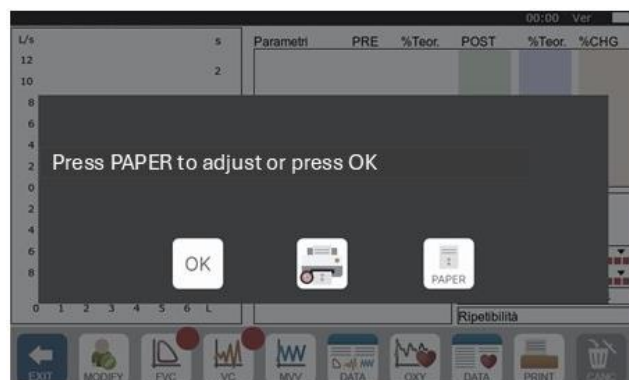 00:00 Ver
L/s s Parametri PRE %Teor. POST %Teor. %CHG
12
2
10
8
6
4
2
Press PAPER to adjust or press OK
0
2
4
6
OK
PAPER
8
0 1 2 3 4 5 6 L
Ripetibilità
EXIT MODIFY FVC VC MVV DATA OXY DATA PRINT CANC